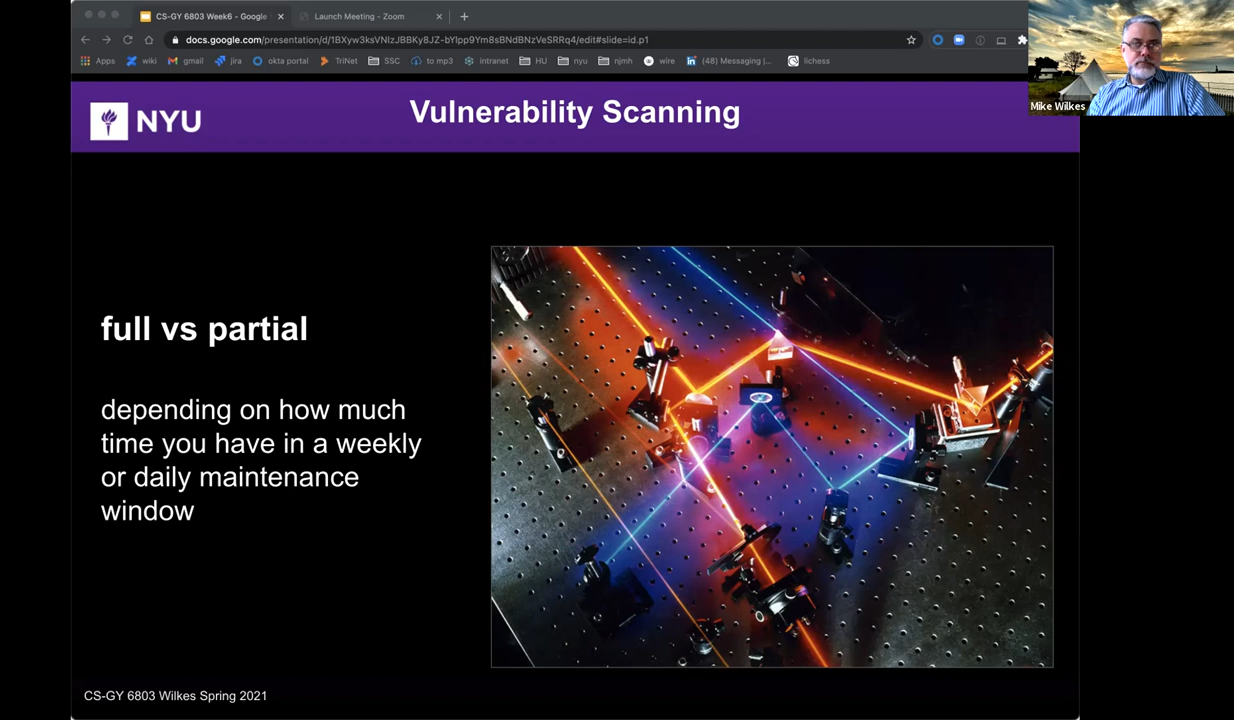 CS-GY 6803 Week6 - Google
Launch Meeting - Zoom
docs.google.com/presentation/d/1BXyw3ksVNIzJBBKy8JZ-bYlpp9Ym8sBNdBNzVeSRRq4/edit#slide=id.p1
Apps wiki gmail jira okta portal TriNet SSC to mp3 intranet HU nyu njmh wire (48) Messaging |... lichess
Mike Wilkes
NYU
Vulnerability Scanning
full vs partial
depending on how much
time you have in a weekly
or daily maintenance
window
CS-GY 6803 Wilkes Spring 2021